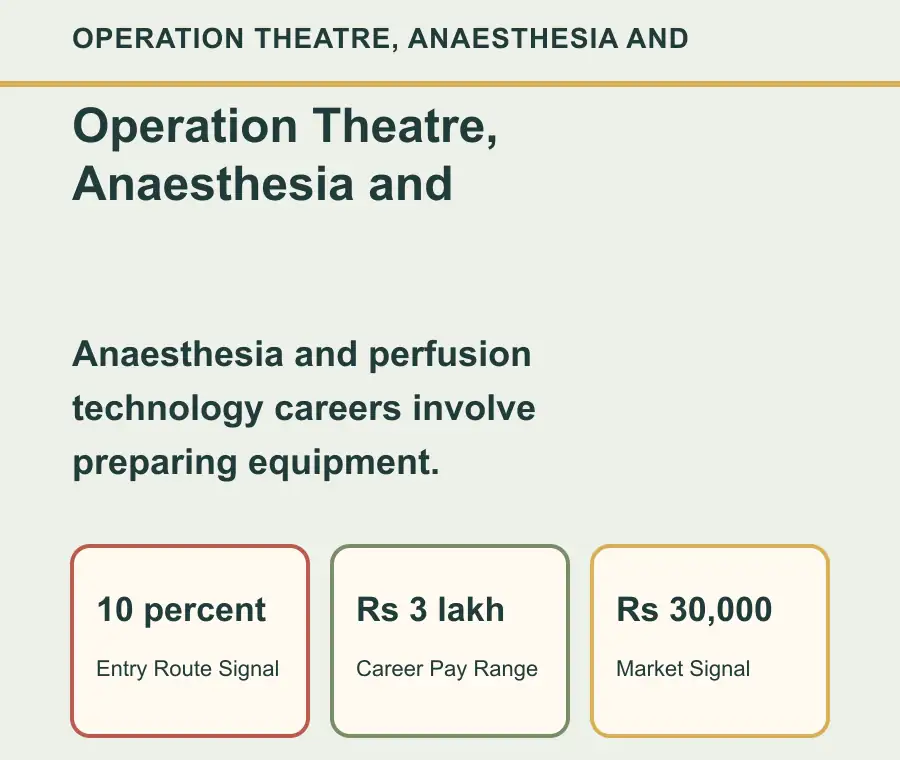 OPERATION THEATRE, ANAESTHESIA AND
Operation Theatre,
Anaesthesia and
Anaesthesia and perfusion
technology careers involve
preparing equipment.
10 percent
Entry Route Signal
Rs 3 lakh
Career Pay Range
Rs 30,000
Market Signal